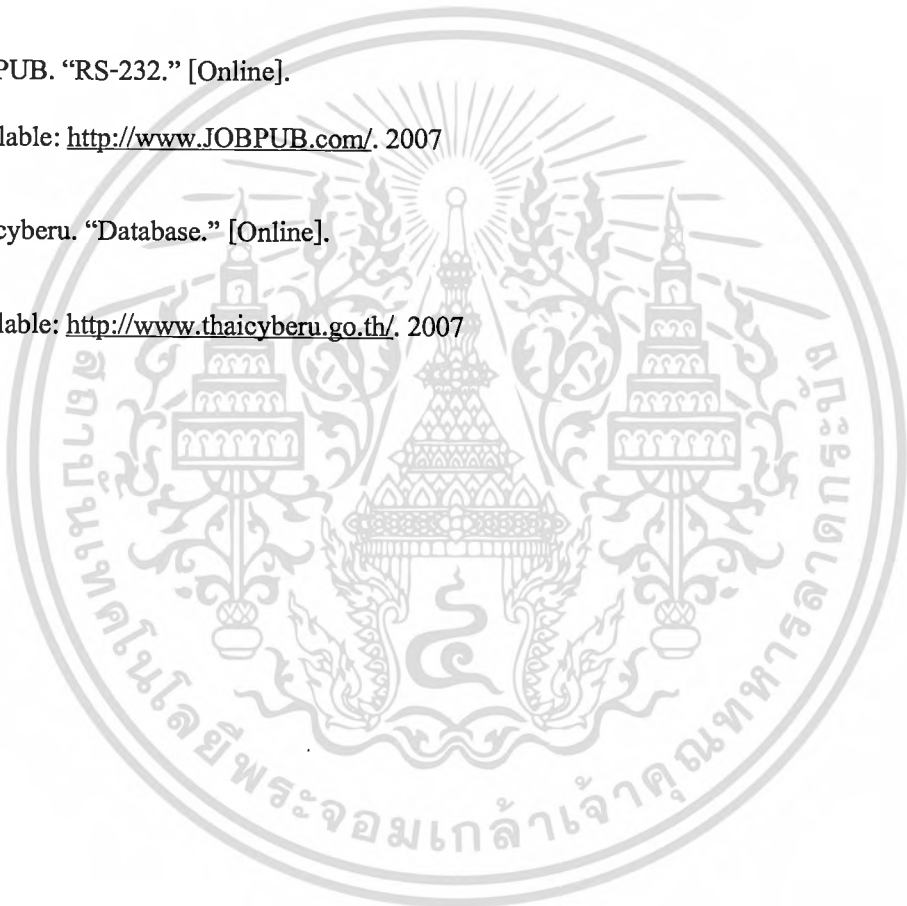 PUB. “RS-232.” [Online].
lable: http://www.JOBPUB.com/. 2007
cyberu. “Database.” [Online].
lable: http://www.thaicyberu.go.th/. 2007
สถาบันเทคโนโลยีพระจอมเกล้าเจ้าคุณทหารลาดกระบัง